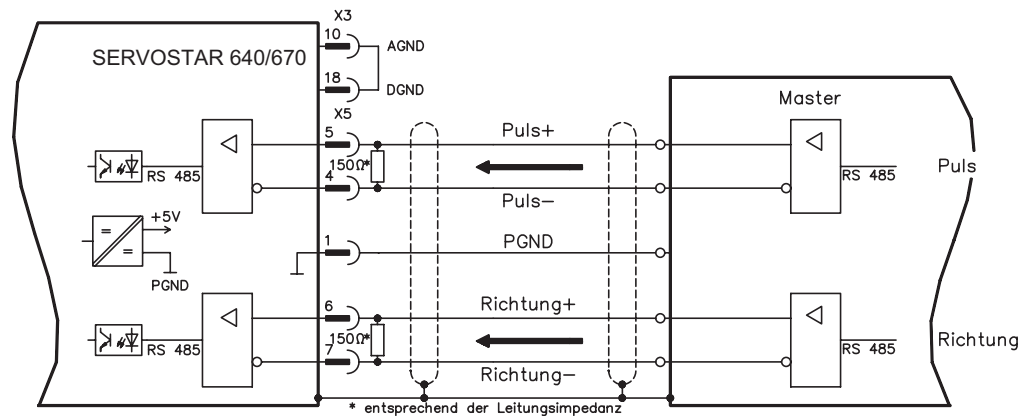 X3
10
AGND
SERVOSTAR 640/670
18
DGND
X5
Master
5
Puls+
150Ω*
RS 485
4
Puls–
RS 485
Puls
+5V
=
=
1
PGND
PGND
6
Richtung+
150Ω*
RS 485
7
Richtung–
RS 485
Richtung
* entsprechend der Leitungsimpedanz